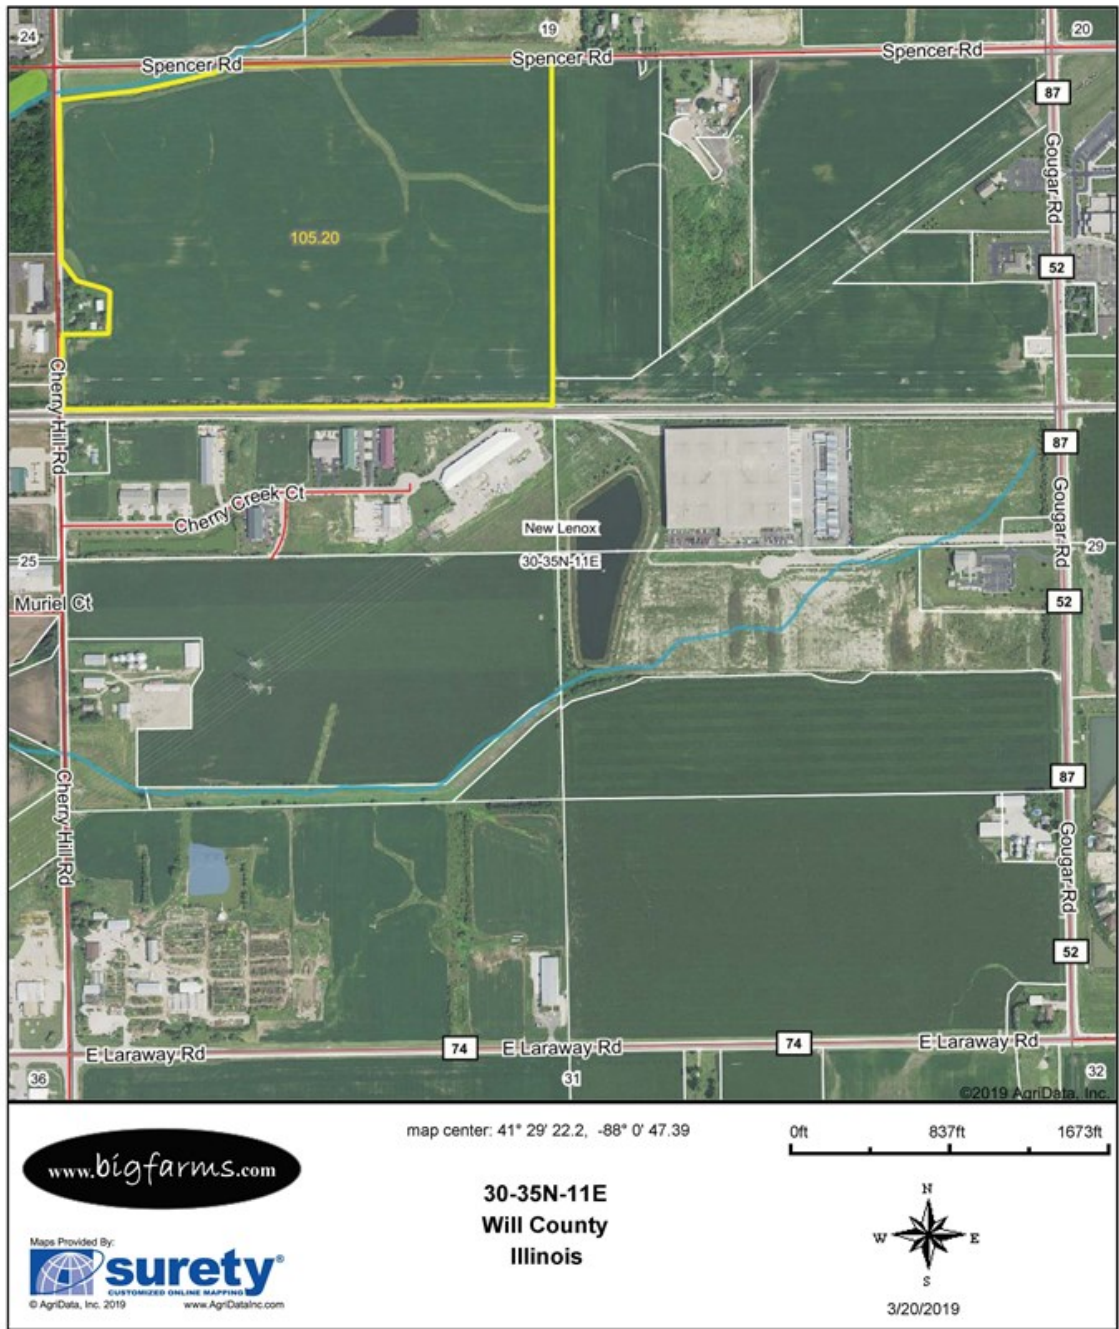 24
19
20
Spencer Rd
Spencer Rd
Spencer Rd
87
Gougar Rd
105.20
52
Cherry Hill Rd
87
Cherry Creek Ct
Gougar Rd
New Lenox
25
30-35N-11E
29
Muriel Ct
52
Cherry Hill Rd
87
Gougar Rd
52
E Laraway Rd
74
E Laraway Rd
74
E Laraway Rd
36
31
32
©2019 AgriData, Inc.
www.bigfarms.com
map center: 41° 29' 22.2, -88° 0' 47.39
0ft 837ft 1673ft
30-35N-11E
Will County
Illinois
N
W E
S
Maps Provided By:
surety®
CUSTOMIZED ONLINE MAPPING
© AgriData, Inc. 2019 www.AgriDataInc.com
3/20/2019